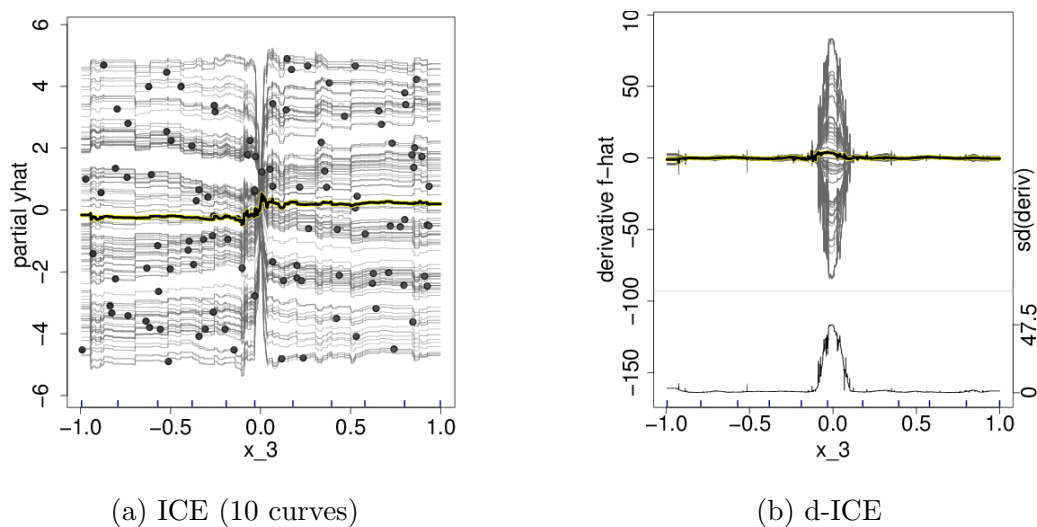 6
4
2
0
−2
−4
−6
partial yhat
−1.0 −0.5 0.0 0.5 1.0
x_3
(a) ICE (10 curves)
10
50
0
−50
−100
−150
derivative f-hat
sd(deriv)
47.5
0
−1.0 −0.5 0.0 0.5 1.0
x_3
(b) d-ICE